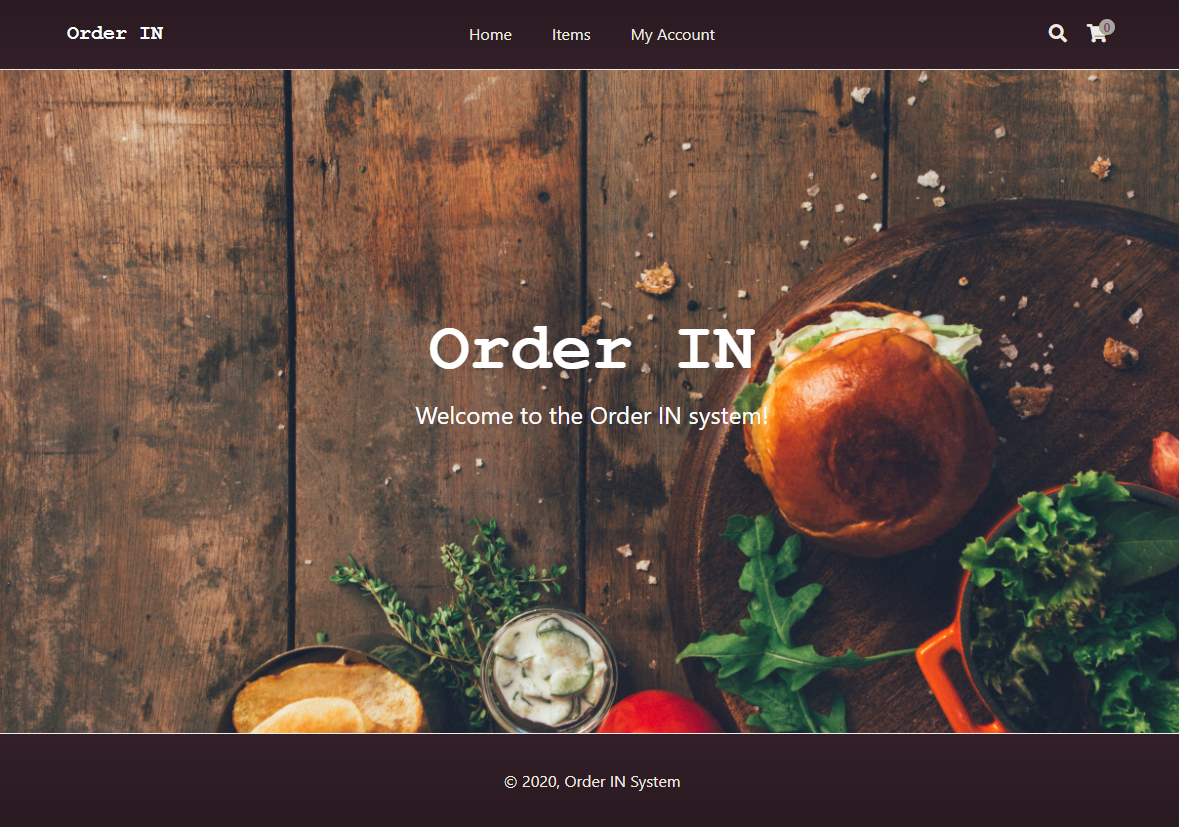 Order IN
Home Items My Account
0
Order IN
Welcome to the Order IN system!
© 2020, Order IN System